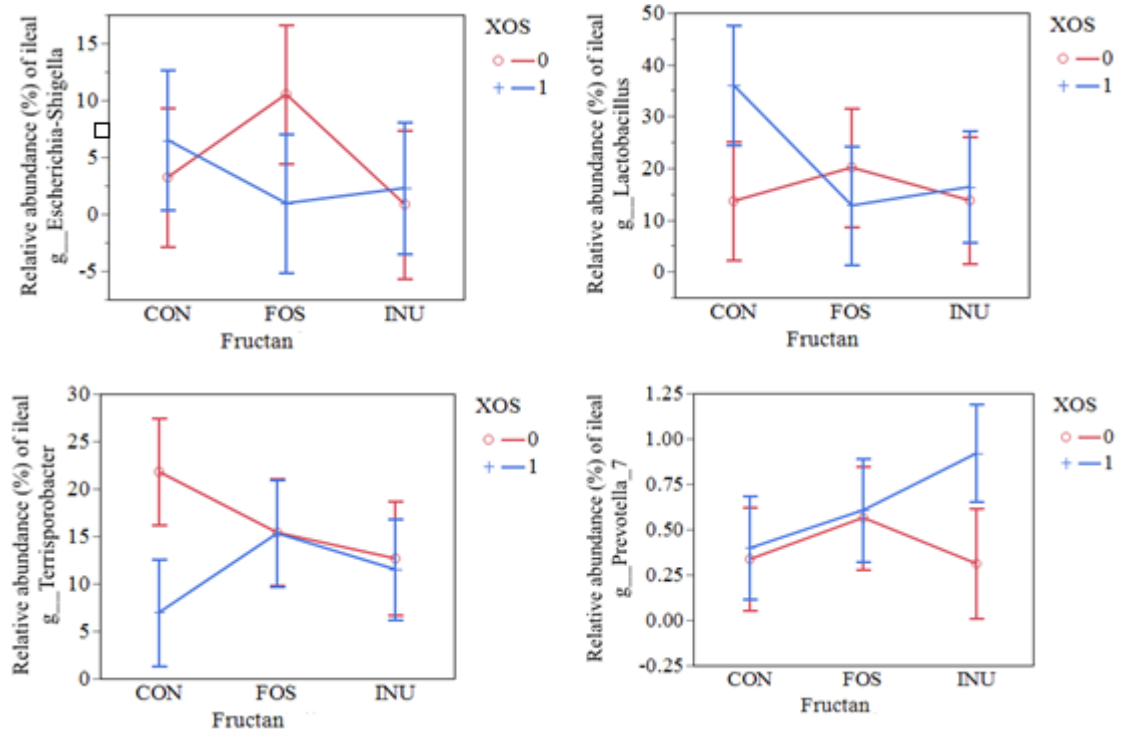 Relative abundance (%) of ileal
g__Escherichia-Shigella
15
10
5
0
-5
CON FOS INU
Fructan
XOS
0
1
Relative abundance (%) of ileal
g__Lactobacillus
50
40
30
20
10
0
CON FOS INU
Fructan
XOS
0
1
Relative abundance (%) of ileal
g__Terrisporobacter
30
25
20
15
10
5
0
CON FOS INU
Fructan
XOS
0
1
Relative abundance (%) of ileal
g__Prevotella_7
1.25
1.00
0.75
0.50
0.25
0.00
-0.25
CON FOS INU
Fructan
XOS
0
1